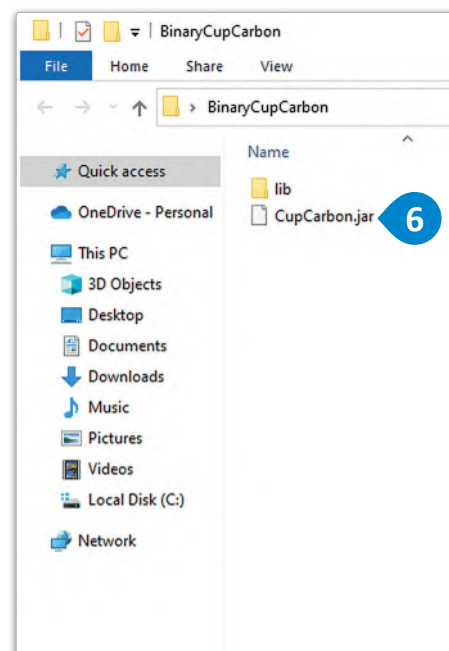 BinaryCupCarbon
File Home Share View
BinaryCupCarbon
Name
Quick access
lib
OneDrive - Personal
CupCarbon.jar
6
This PC
3D Objects
Desktop
Documents
Downloads
Music
Pictures
Videos
Local Disk (C:)
Network